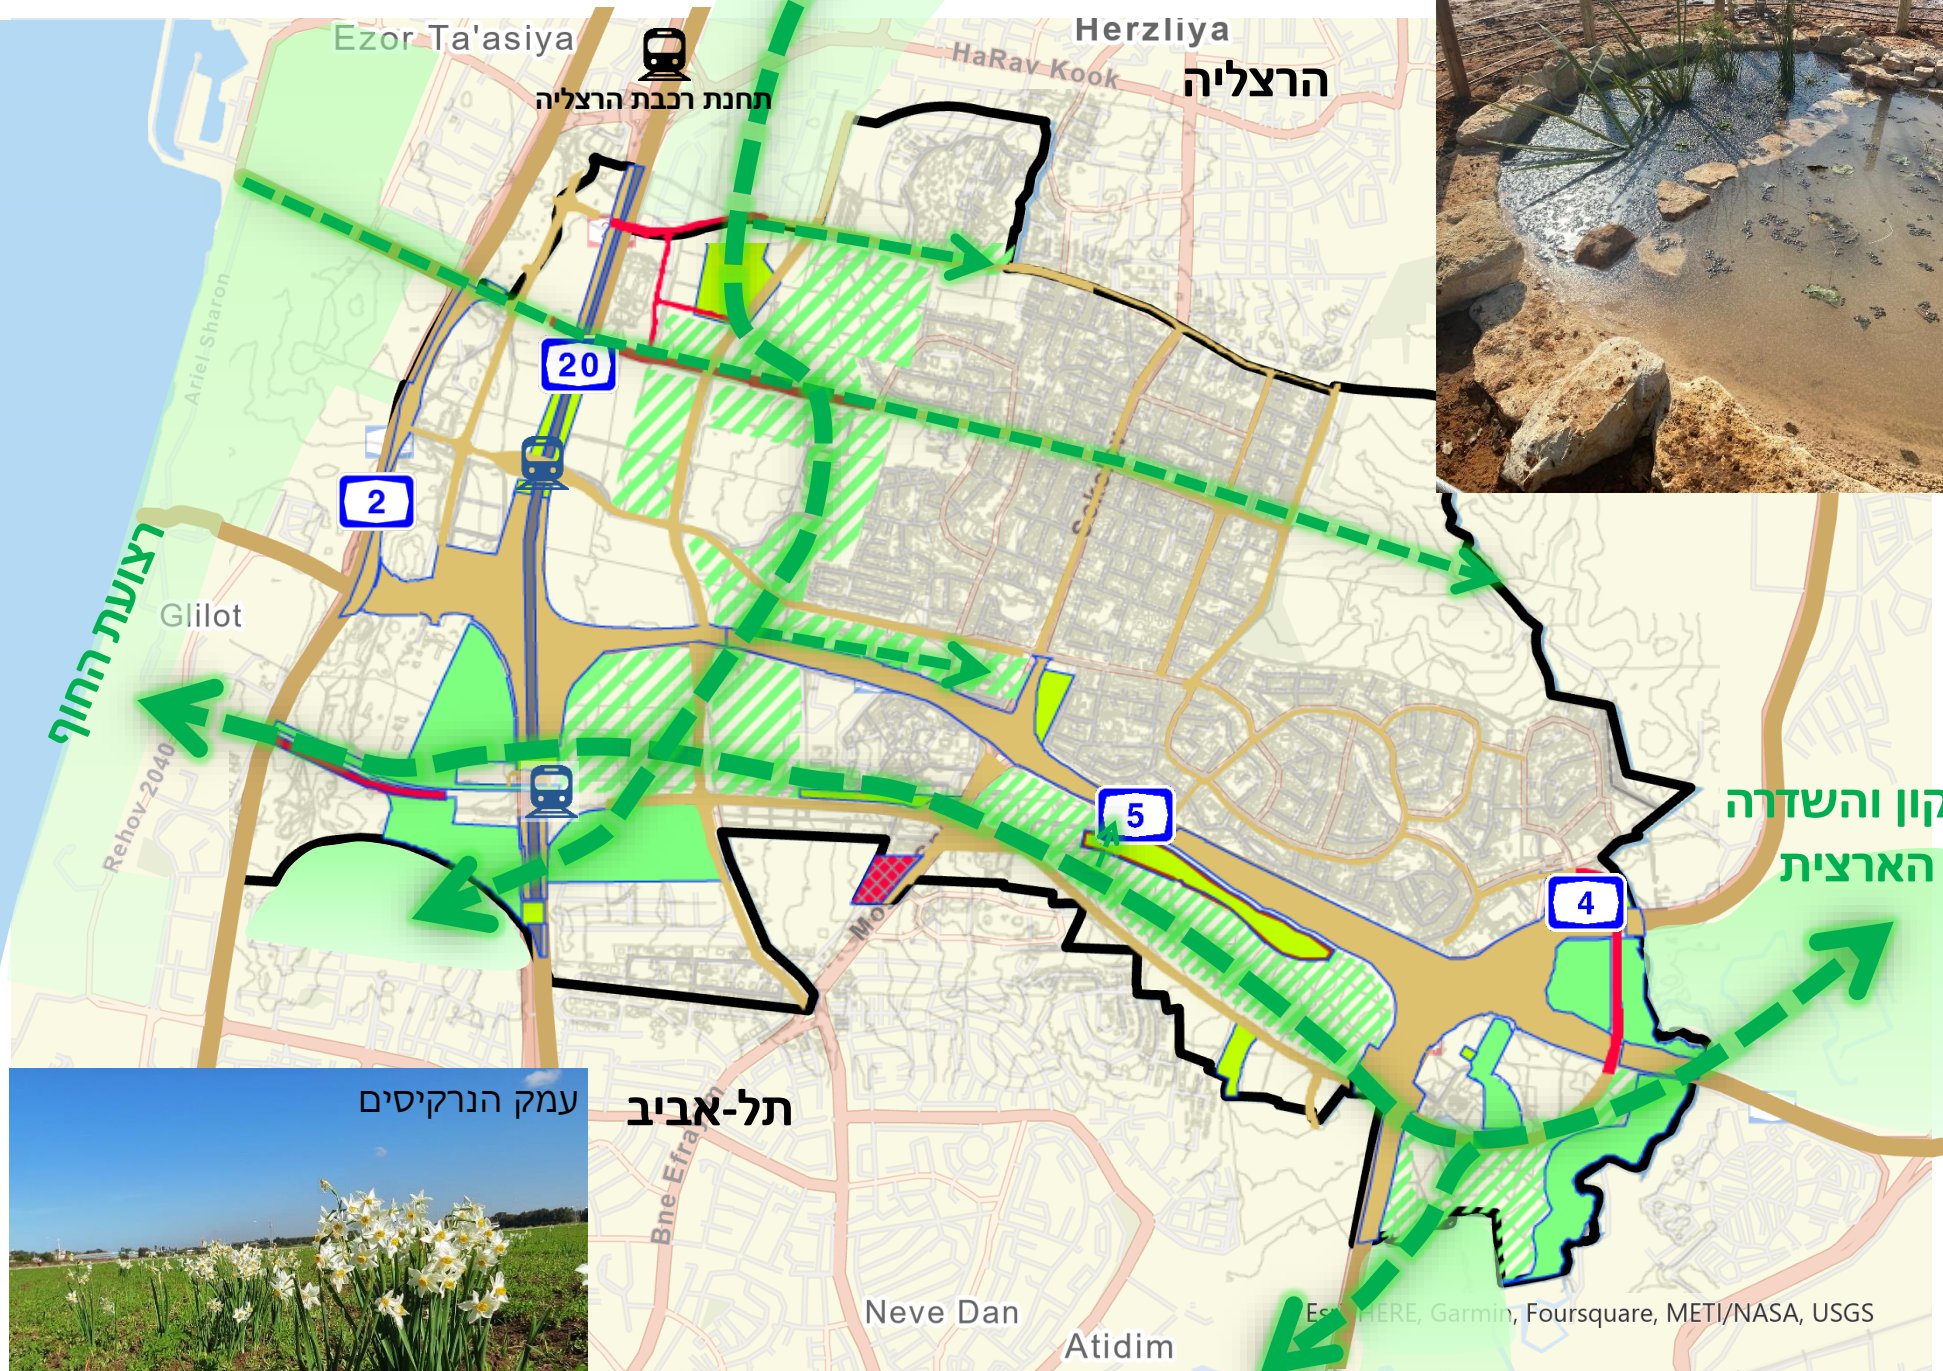 Ezor Ta'asiya
Herzliya
HaRav Kook
הרצליה
תחנת רכבת הרצליה
Ariel Sharon
20
2
רצועת החוף
Glilot
Rehov 2040
5
קון והשדרה
הארצית
4
עמק הנרקיסים
תל-אביב
Bne Efrayim
Neve Dan
Atidim
Esri, HERE, Garmin, Foursquare, METI/NASA, USGS